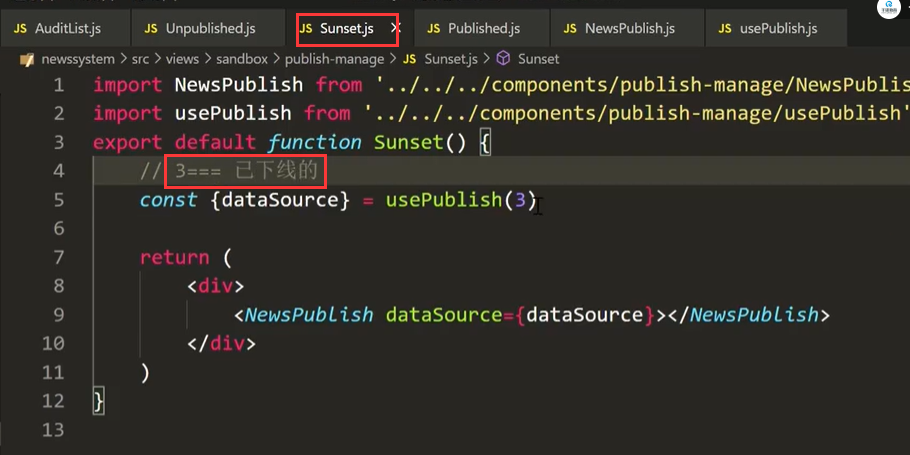 JS AuditList.js JS Unpublished.js JS Sunset.js × JS Published.js JS NewsPublish.js JS usePublish.js
newssystem > src > views > sandbox > publish-manage > JS Sunset.js > Sunset
1 import NewsPublish from '../../../components/publish-manage/NewsPublis
2 import usePublish from '../../../components/publish-manage/usePublish'
3 export default function Sunset() {
4 // 3=== 已下线的
5 const {dataSource} = usePublish(3)
6
7 return (
8 <div>
9 <NewsPublish dataSource={dataSource}></NewsPublish>
10 </div>
11 )
12 }
13